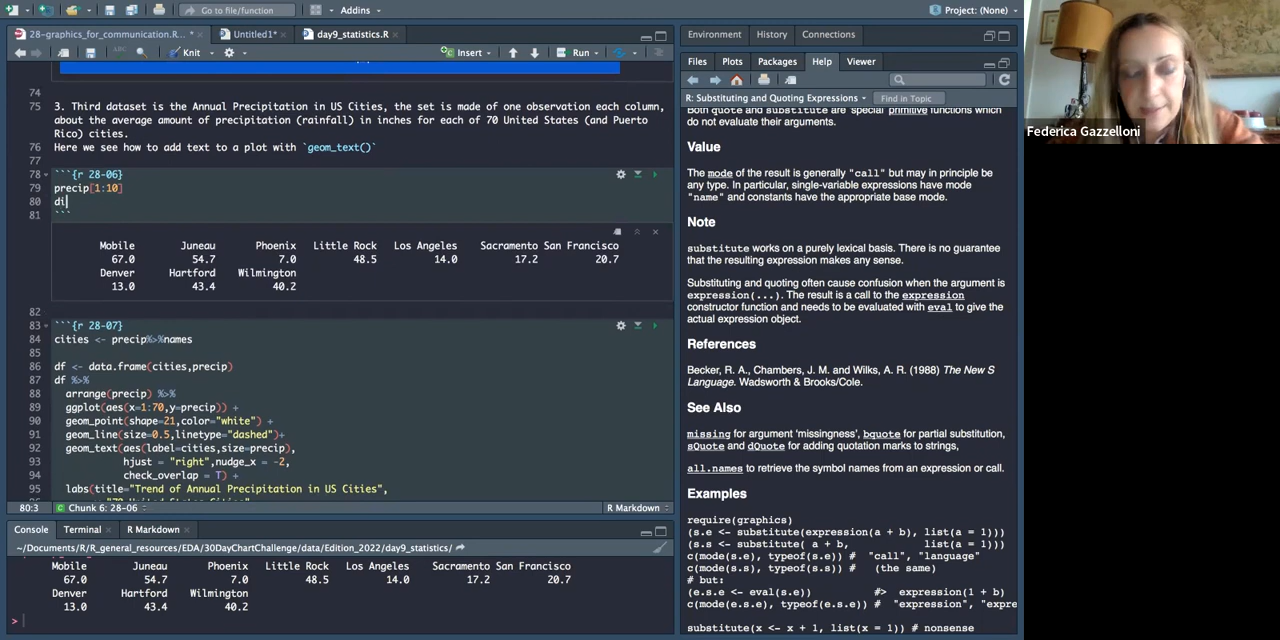 Go to file/function
Addins
Project: (None)
28-graphics_for_communication.R... *
Untitled1*
day9_statistics.R
Environment
History
Connections
Knit
Insert
Run
Files
Plots
Packages
Help
Viewer
R: Substituting and Quoting Expressions
Find in Topic
74
75 3. Third dataset is the Annual Precipitation in US Cities, the set is made of one observation each column,
about the average amount of precipitation (rainfall) in inches for each of 70 United States (and Puerto
Rico) cities.
76 Here we see how to add text to a plot with `geom_text()`
77
78 ```{r 28-06}
79 precip[1:10]
80 di
81 ```
Mobile Juneau Phoenix Little Rock Los Angeles Sacramento San Francisco
67.0 54.7 7.0 48.5 14.0 17.2 20.7
Denver Hartford Wilmington
13.0 43.4 40.2
82
83 ```{r 28-07}
84 cities <- precip%>%names
85
86 df <- data.frame(cities,precip)
87 df %>%
88 arrange(precip) %>%
89 ggplot(aes(x=1:70,y=precip)) +
90 geom_point(shape=21,color="white") +
91 geom_line(size=0.5,linetype="dashed")+
92 geom_text(aes(label=cities,size=precip),
93 hjust = "right",nudge_x = -2,
94 check_overlap = T) +
95 labs(title="Trend of Annual Precipitation in US Cities",
80:3 Chunk 6: 28-06 R Markdown
Console Terminal R Markdown
~/Documents/R/R_general_resources/EDA/30DayChartChallenge/data/Edition_2022/day9_statistics/
Mobile Juneau Phoenix Little Rock Los Angeles Sacramento San Francisco
67.0 54.7 7.0 48.5 14.0 17.2 20.7
Denver Hartford Wilmington
13.0 43.4 40.2
>
Both quote and substitute are 'special' primitive functions which
do not evaluate their arguments.
Value
The mode of the result is generally "call" but may in principle be
any type. In particular, single-variable expressions have mode
"name" and constants have the appropriate base mode.
Note
substitute works on a purely lexical basis. There is no guarantee
that the resulting expression makes any sense.
Substituting and quoting often cause confusion when the argument is
expression(...). The result is a call to the expression
constructor function and needs to be evaluated with eval to give the
actual expression object.
References
Becker, R. A., Chambers, J. M. and Wilks, A. R. (1988) The New S
Language. Wadsworth & Brooks/Cole.
See Also
missing for argument ‘missingness’, bquote for partial substitution,
sQuote and dQuote for adding quotation marks to strings,
all.names to retrieve the symbol names from an expression or call.
Examples
require(graphics)
(s.e <- substitute(expression(a + b), list(a = 1)))
(s.s <- substitute( a + b, list(a = 1)))
c(mode(s.e), typeof(s.e)) # "call", "language"
c(mode(s.s), typeof(s.s)) # (the same)
# but:
(e.s.e <- eval(s.e)) #> expression(1 + b)
c(mode(e.s.e), typeof(e.s.e)) # "expression", "expre
substitute(x <- x + 1, list(x = 1)) # nonsense
Federica Gazzelloni